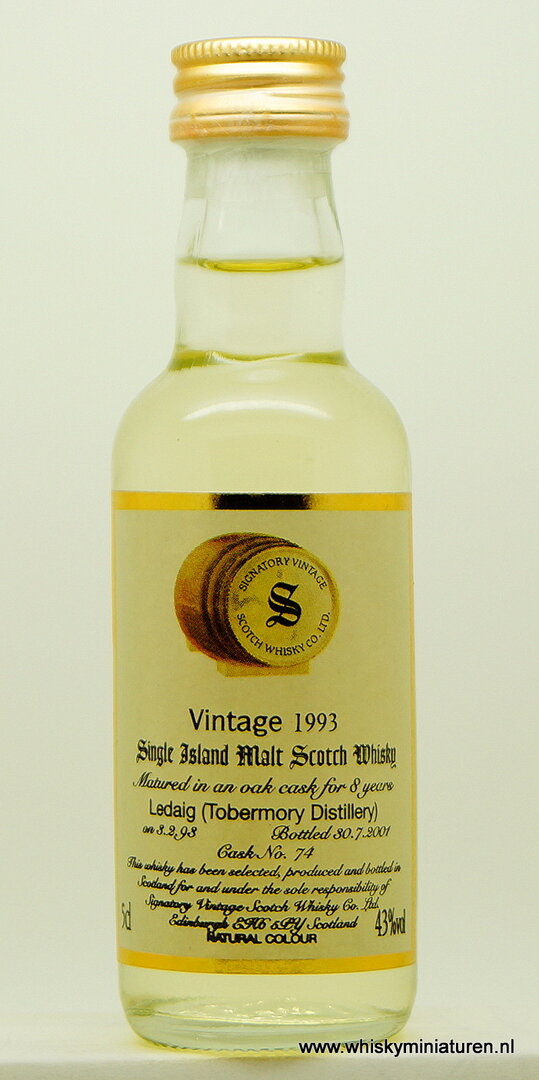 SIGNATORY VINTAGE
S
SCOTCH WHISKY CO. LTD.
Vintage 1993
Single Island Malt Scotch Whisky
Matured in an oak cask for 8 years
Ledaig (Tobermory Distillery)
on 3.2.93 Bottled 30.7.2001
Cask No. 74
This whisky has been selected, produced and bottled in
Scotland for and under the sole responsibility of
Signatory Vintage Scotch Whisky Co. Ltd.
Edinburgh EH6 5PY Scotland
5cl NATURAL COLOUR 43%vol
www.whiskyminiaturen.nl